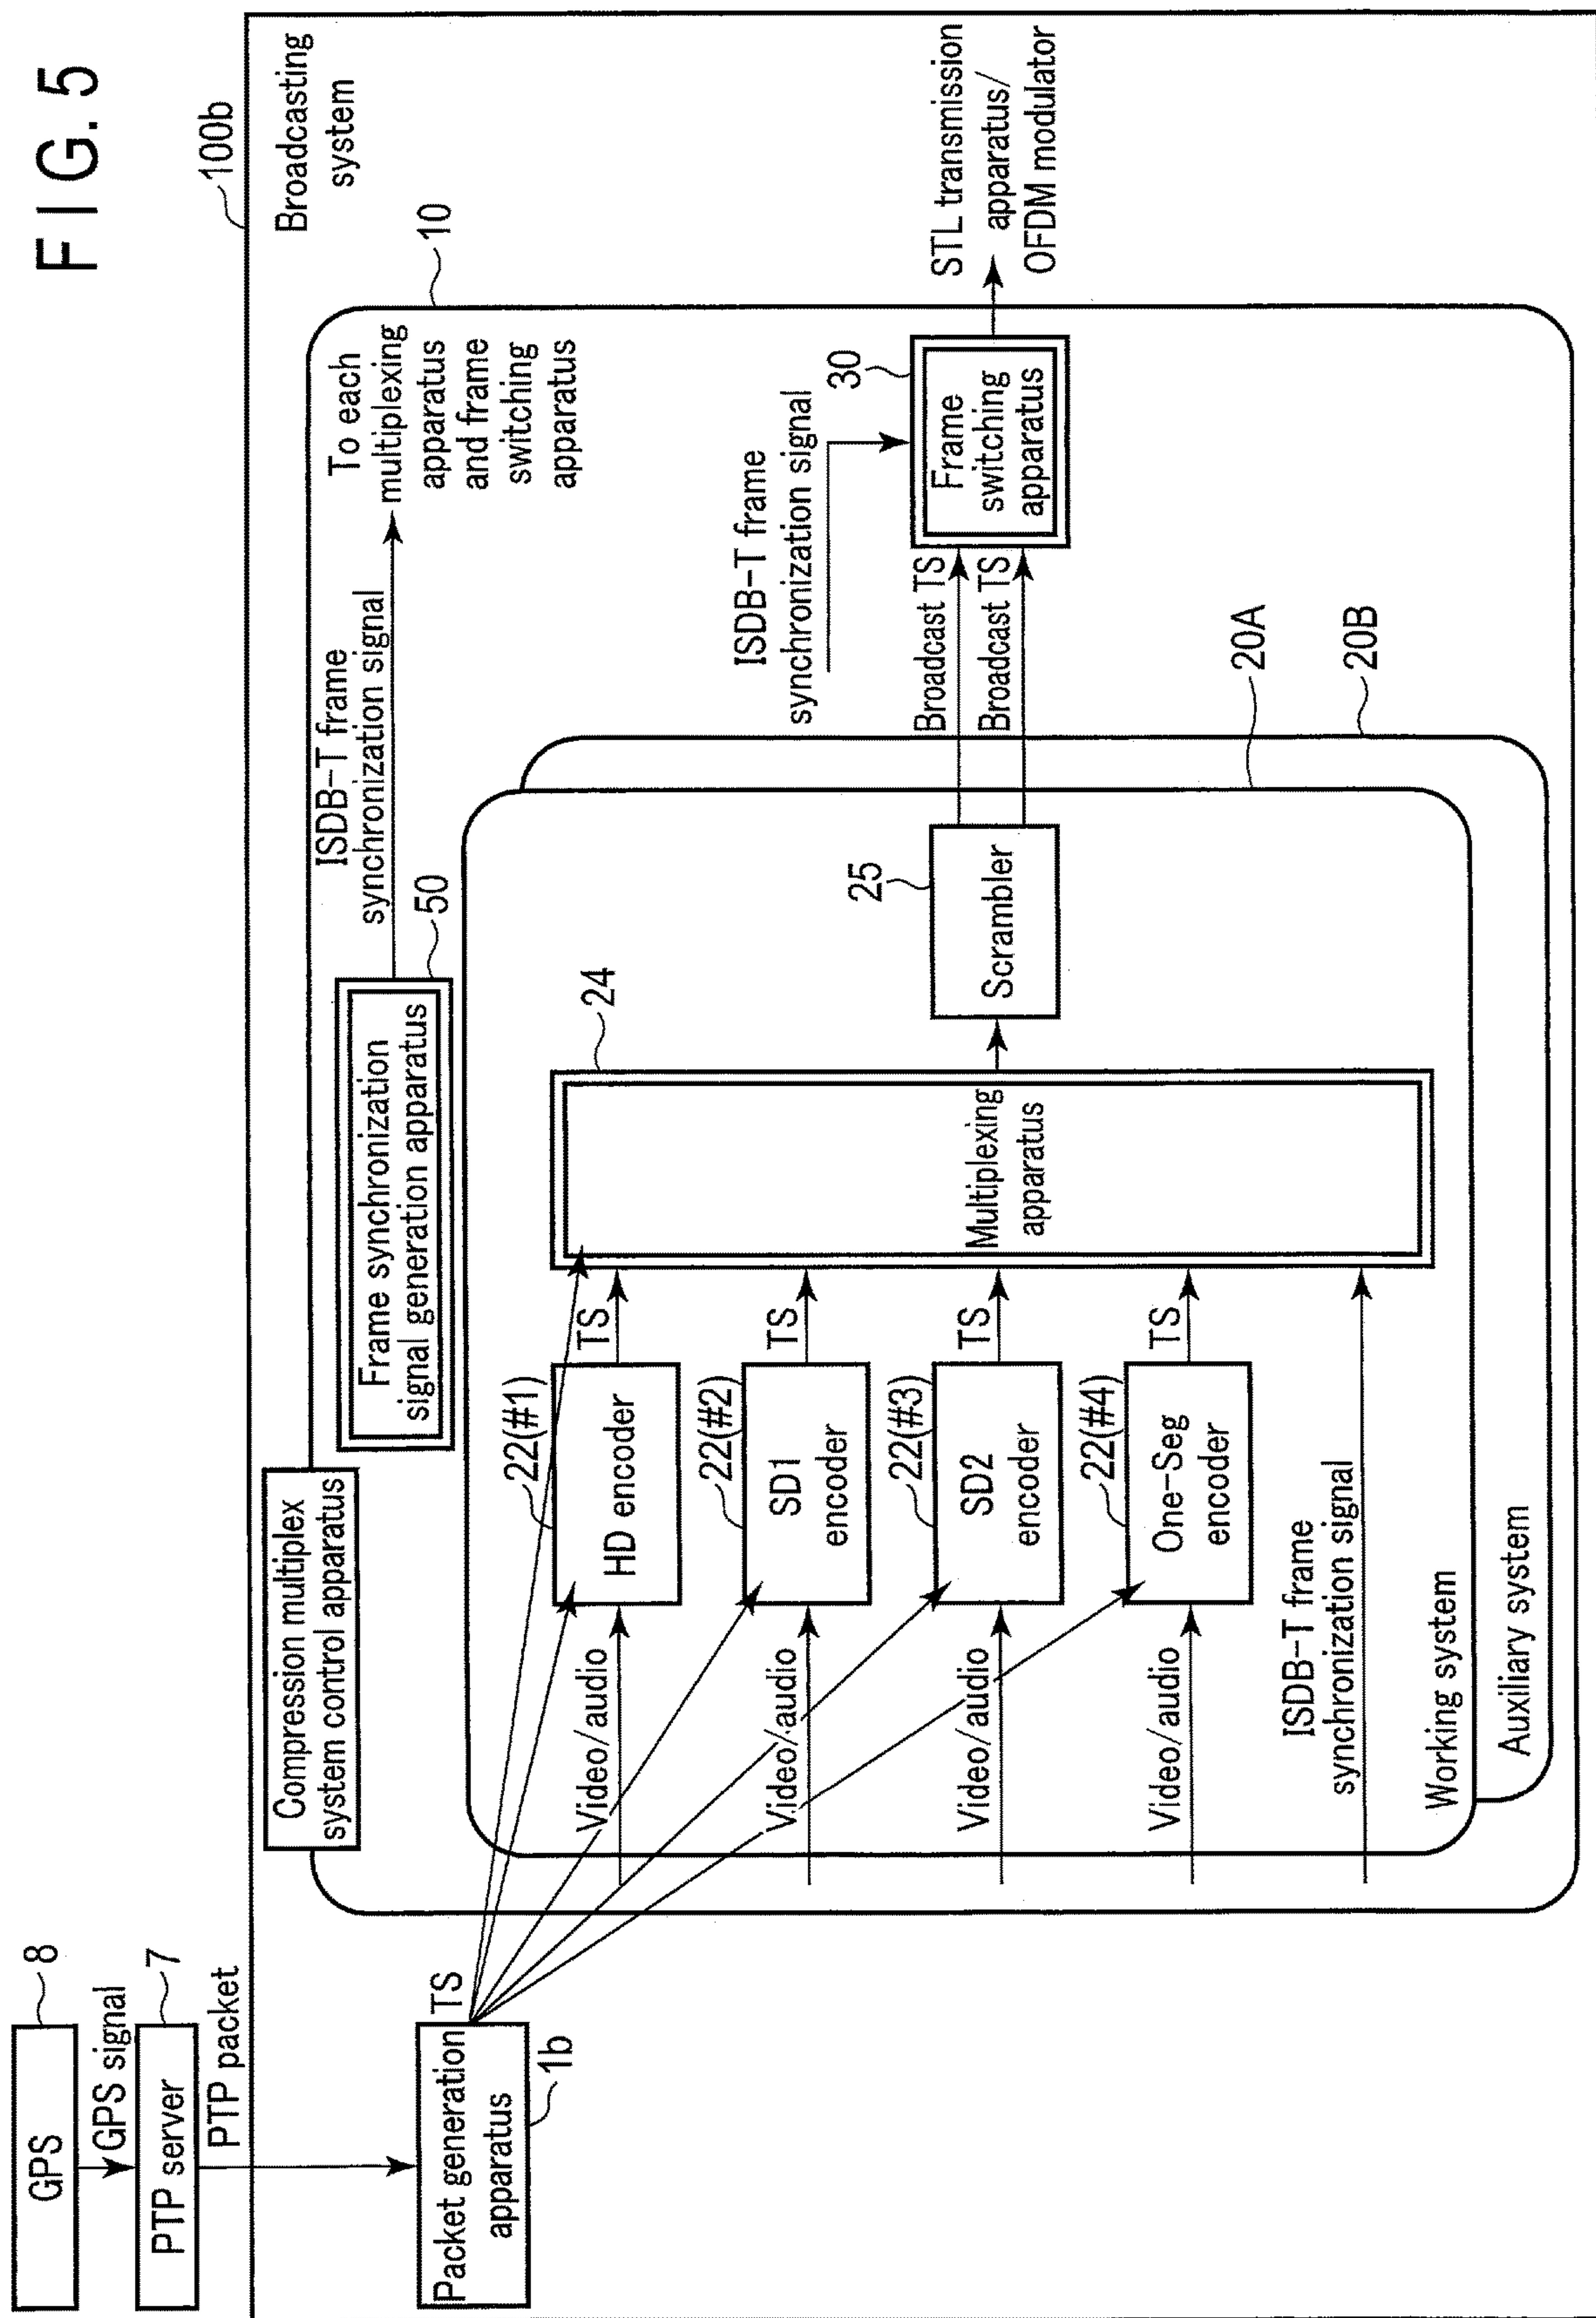 FIG. 5
GPS
8
GPS signal
PTP server
7
PTP packet
100b
Broadcasting
system
Packet generation
apparatus
1b
TS
Compression multiplex
system control apparatus
10
Frame synchronization
signal generation apparatus
50
ISDB-T frame
synchronization signal
To each
multiplexing
apparatus
and frame
switching
apparatus
Video/audio
22(#1)
HD encoder
TS
Video/audio
22(#2)
SD1
encoder
TS
Video/audio
22(#3)
SD2
encoder
TS
Video/audio
22(#4)
One-Seg
encoder
TS
ISDB-T frame
synchronization signal
24
Multiplexing
apparatus
25
Scrambler
Broadcast TS
Broadcast TS
ISDB-T frame
synchronization signal
30
Frame
switching
apparatus
STL transmission
apparatus/
OFDM modulator
Working system
20A
Auxiliary system
20B